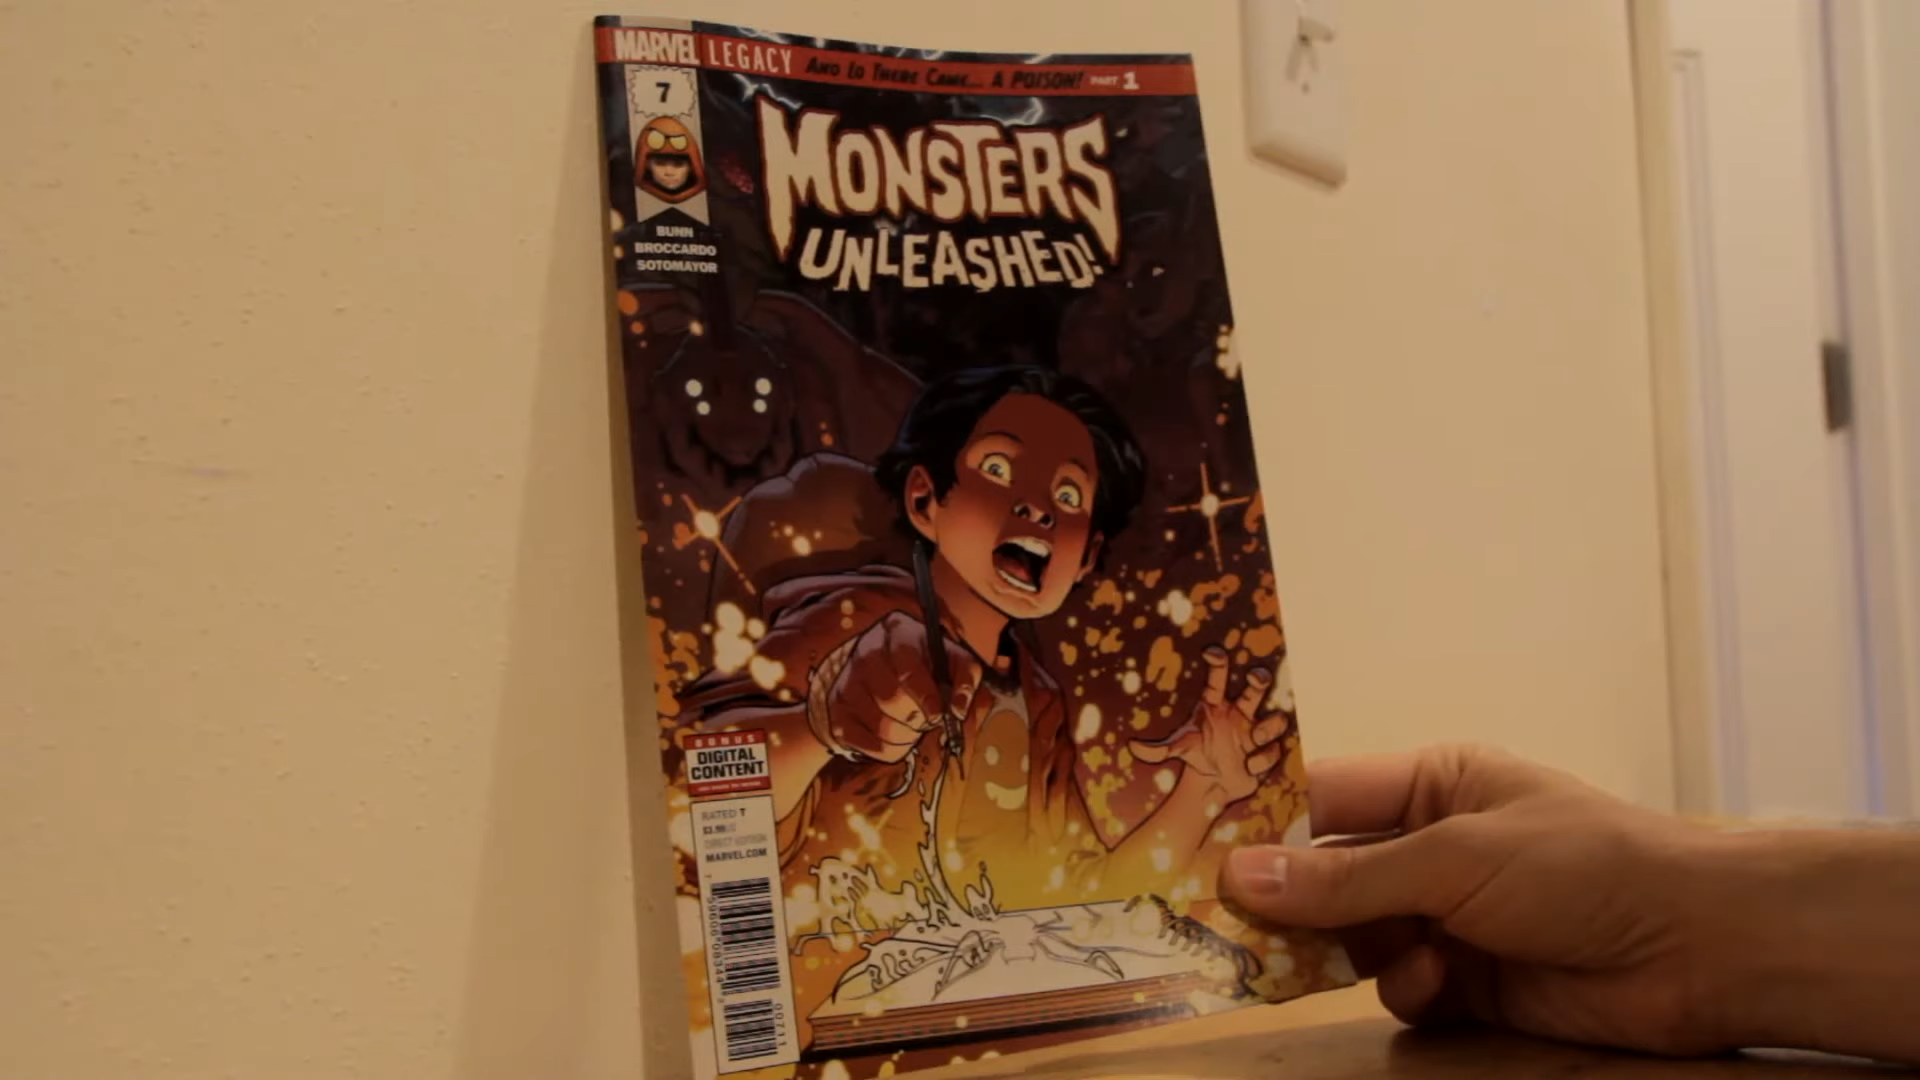 MARVEL LEGACY AND LO THERE CAME... A POISON! PART 1
7
MONSTERS
UNLEASHED!
BUNN
BROCCARDO
SOTOMAYOR
BONUS
DIGITAL
CONTENT
RATED T
$3.99 US
DIRECT EDITION
MARVEL.COM
00711